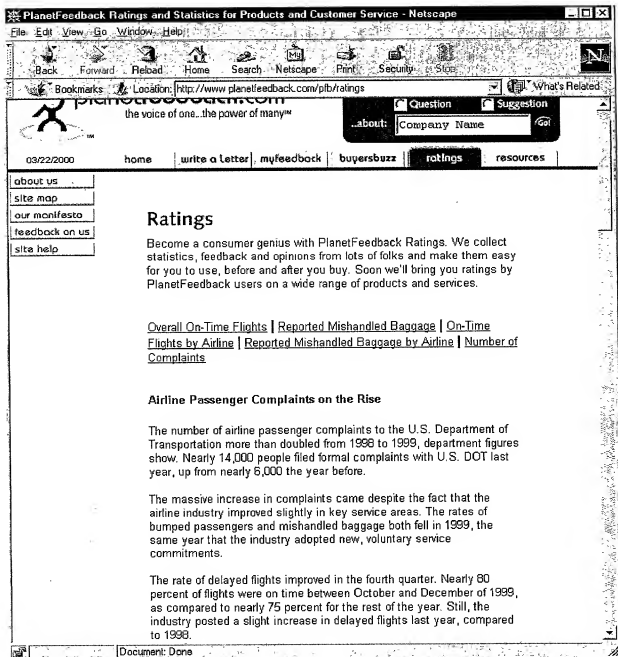 PlanetFeedback Ratings and Statistics for Products and Customer Service - Netscape
File Edit View Go Window Help
Back Forward Reload Home Search Netscape Print Security Stop
Bookmarks Location: http://www.planetfeedback.com/pfb/ratings What's Related
planetfeedback.com
the voice of one...the power of many℠
Question Suggestion
..about: Company Name Go!
TM
03/22/2000 home write a letter myfeedback buyersbuzz ratings resources
about us
site map
our manifesto
feedback on us
site help
Ratings
Become a consumer genius with PlanetFeedback Ratings. We collect
statistics, feedback and opinions from lots of folks and make them easy
for you to use, before and after you buy. Soon we'll bring you ratings by
PlanetFeedback users on a wide range of products and services.
Overall On-Time Flights | Reported Mishandled Baggage | On-Time
Flights by Airline | Reported Mishandled Baggage by Airline | Number of
Complaints
Airline Passenger Complaints on the Rise
The number of airline passenger complaints to the U.S. Department of
Transportation more than doubled from 1998 to 1999, department figures
show. Nearly 14,000 people filed formal complaints with U.S. DOT last
year, up from nearly 6,000 the year before.
The massive increase in complaints came despite the fact that the
airline industry improved slightly in key service areas. The rates of
bumped passengers and mishandled baggage both fell in 1999, the
same year that the industry adopted new, voluntary service
commitments.
The rate of delayed flights improved in the fourth quarter. Nearly 80
percent of flights were on time between October and December of 1999,
as compared to nearly 75 percent for the rest of the year. Still, the
industry posted a slight increase in delayed flights last year, compared
to 1998.
Document: Done